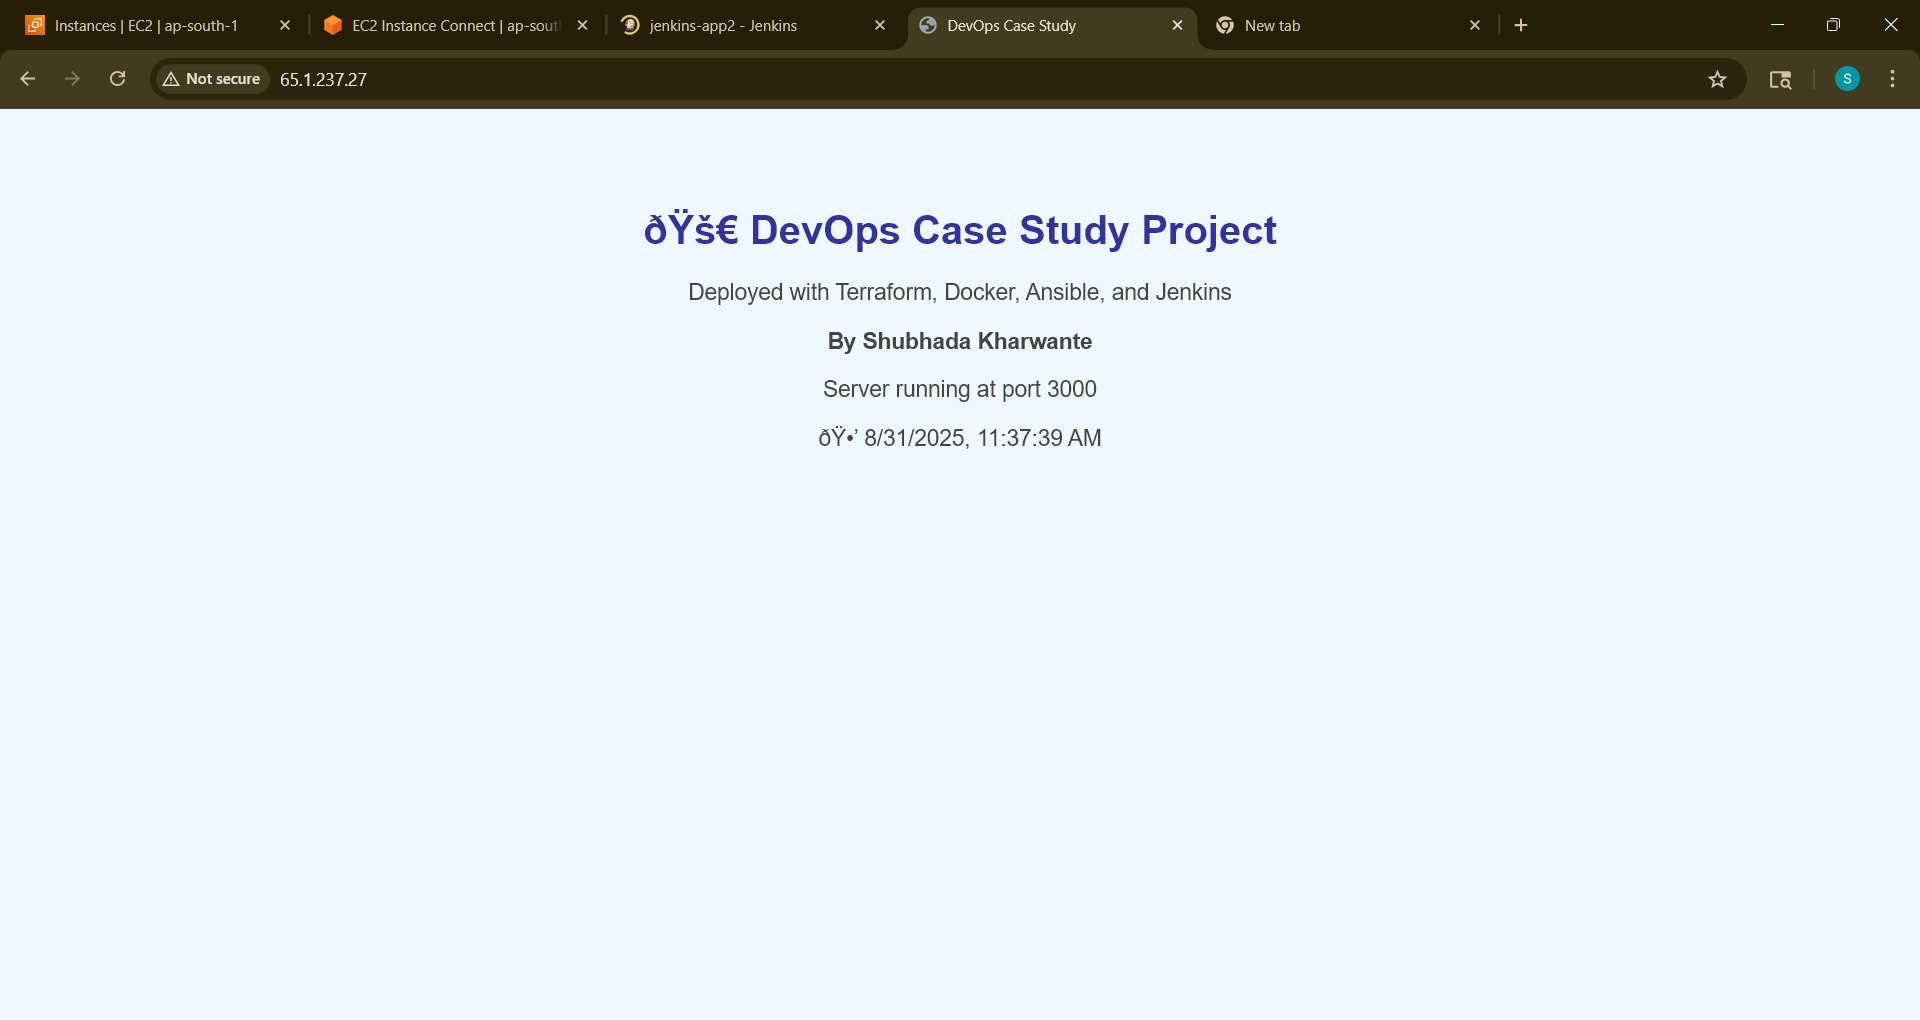 Instances | EC2 | ap-south-1
EC2 Instance Connect | ap-sout
jenkins-app2 - Jenkins
DevOps Case Study
New tab
Not secure
65.1.237.27
S
ðŸš€ DevOps Case Study Project
Deployed with Terraform, Docker, Ansible, and Jenkins
By Shubhada Kharwante
Server running at port 3000
ðŸ•’ 8/31/2025, 11:37:39 AM